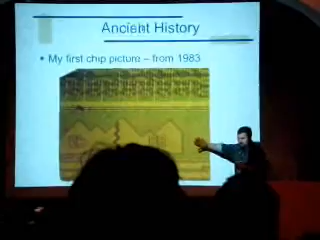 Ancient History
• My first chip picture – from 1983